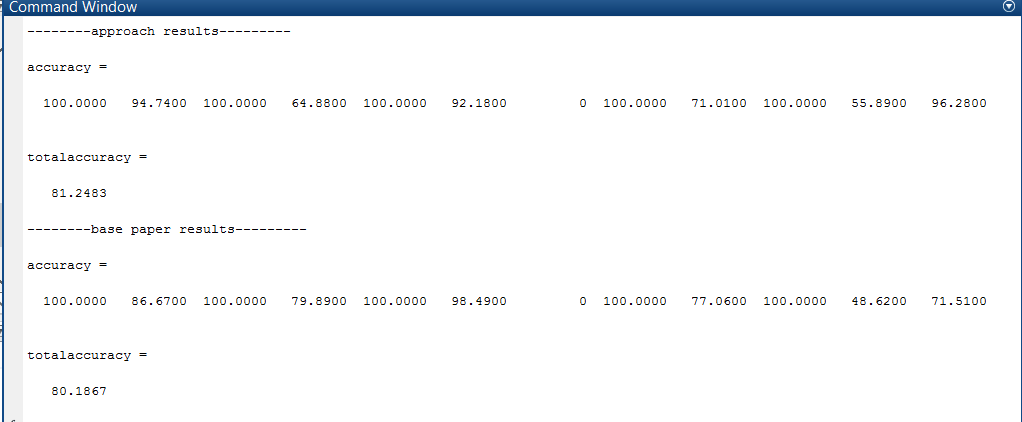 Command Window
--------approach results---------
accuracy =
100.0000 94.7400 100.0000 64.8800 100.0000 92.1800 0 100.0000 71.0100 100.0000 55.8900 96.2800
totalaccuracy =
81.2483
--------base paper results---------
accuracy =
100.0000 86.6700 100.0000 79.8900 100.0000 98.4900 0 100.0000 77.0600 100.0000 48.6200 71.5100
totalaccuracy =
80.1867